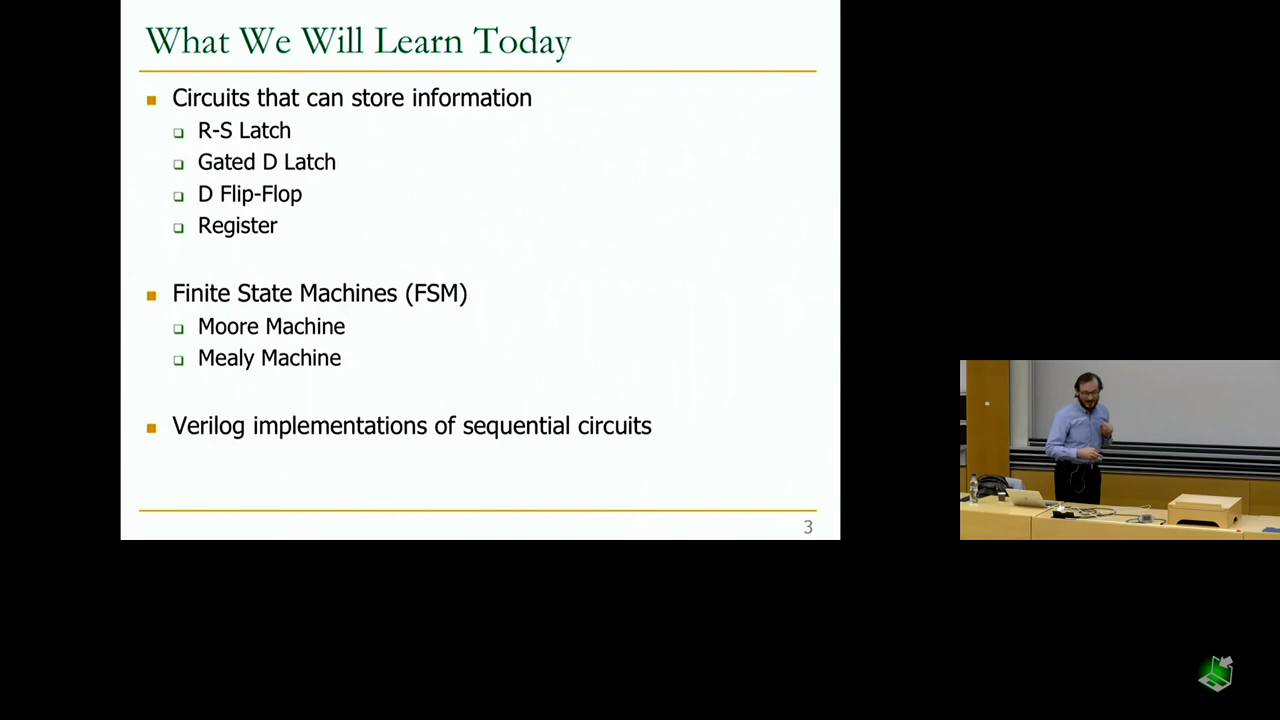 What We Will Learn Today
Circuits that can store information
R-S Latch
Gated D Latch
D Flip-Flop
Register
Finite State Machines (FSM)
Moore Machine
Mealy Machine
Verilog implementations of sequential circuits
3